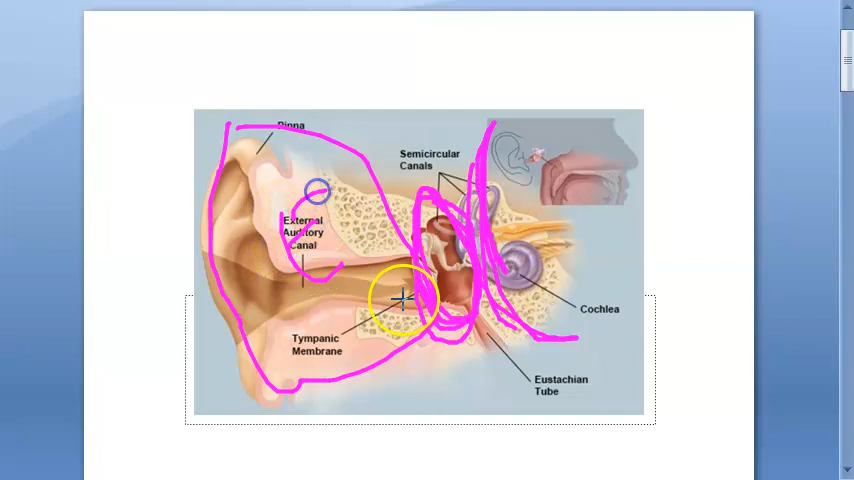 Pinna
Semicircular
Canals
External
Auditory
Canal
Cochlea
Tympanic
Membrane
Eustachian
Tube